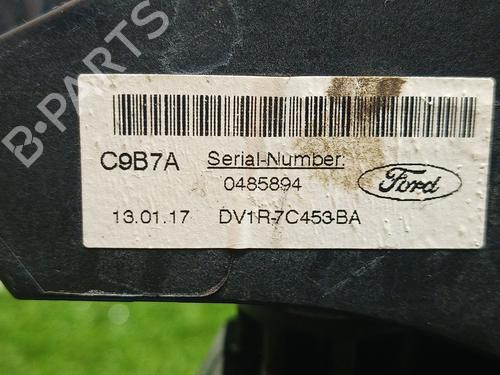 B-PARTS
C9B7A Serial-Number:
0485894
Ford
13.01.17 DV1R-7C453-BA